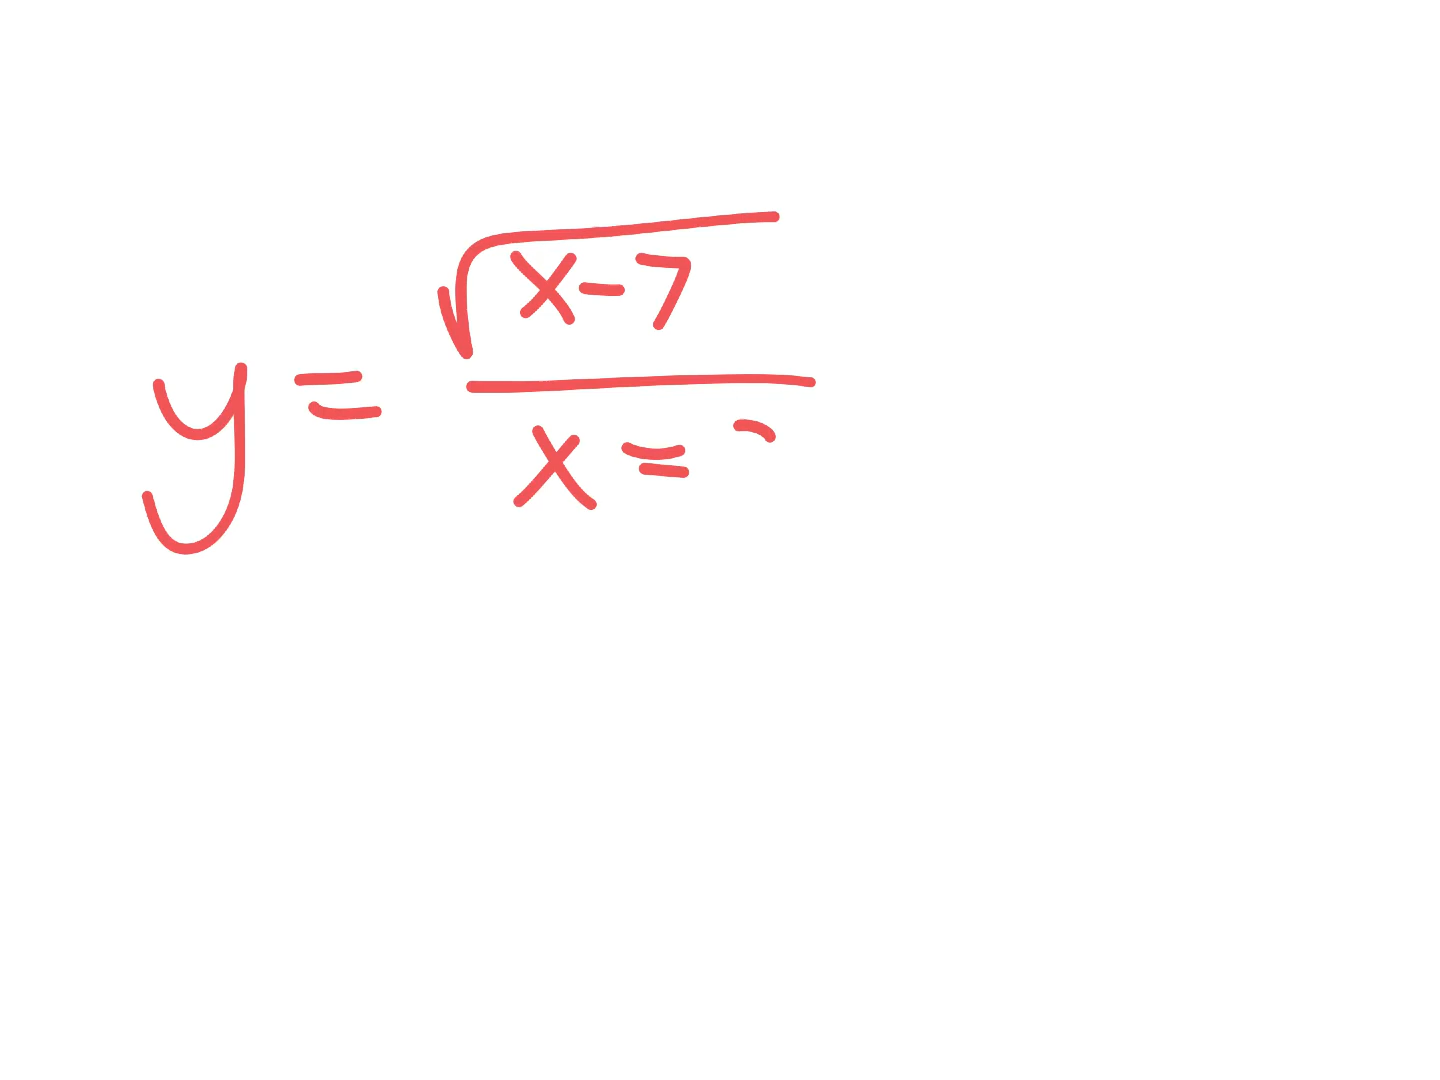 y = √(x-7)
x =